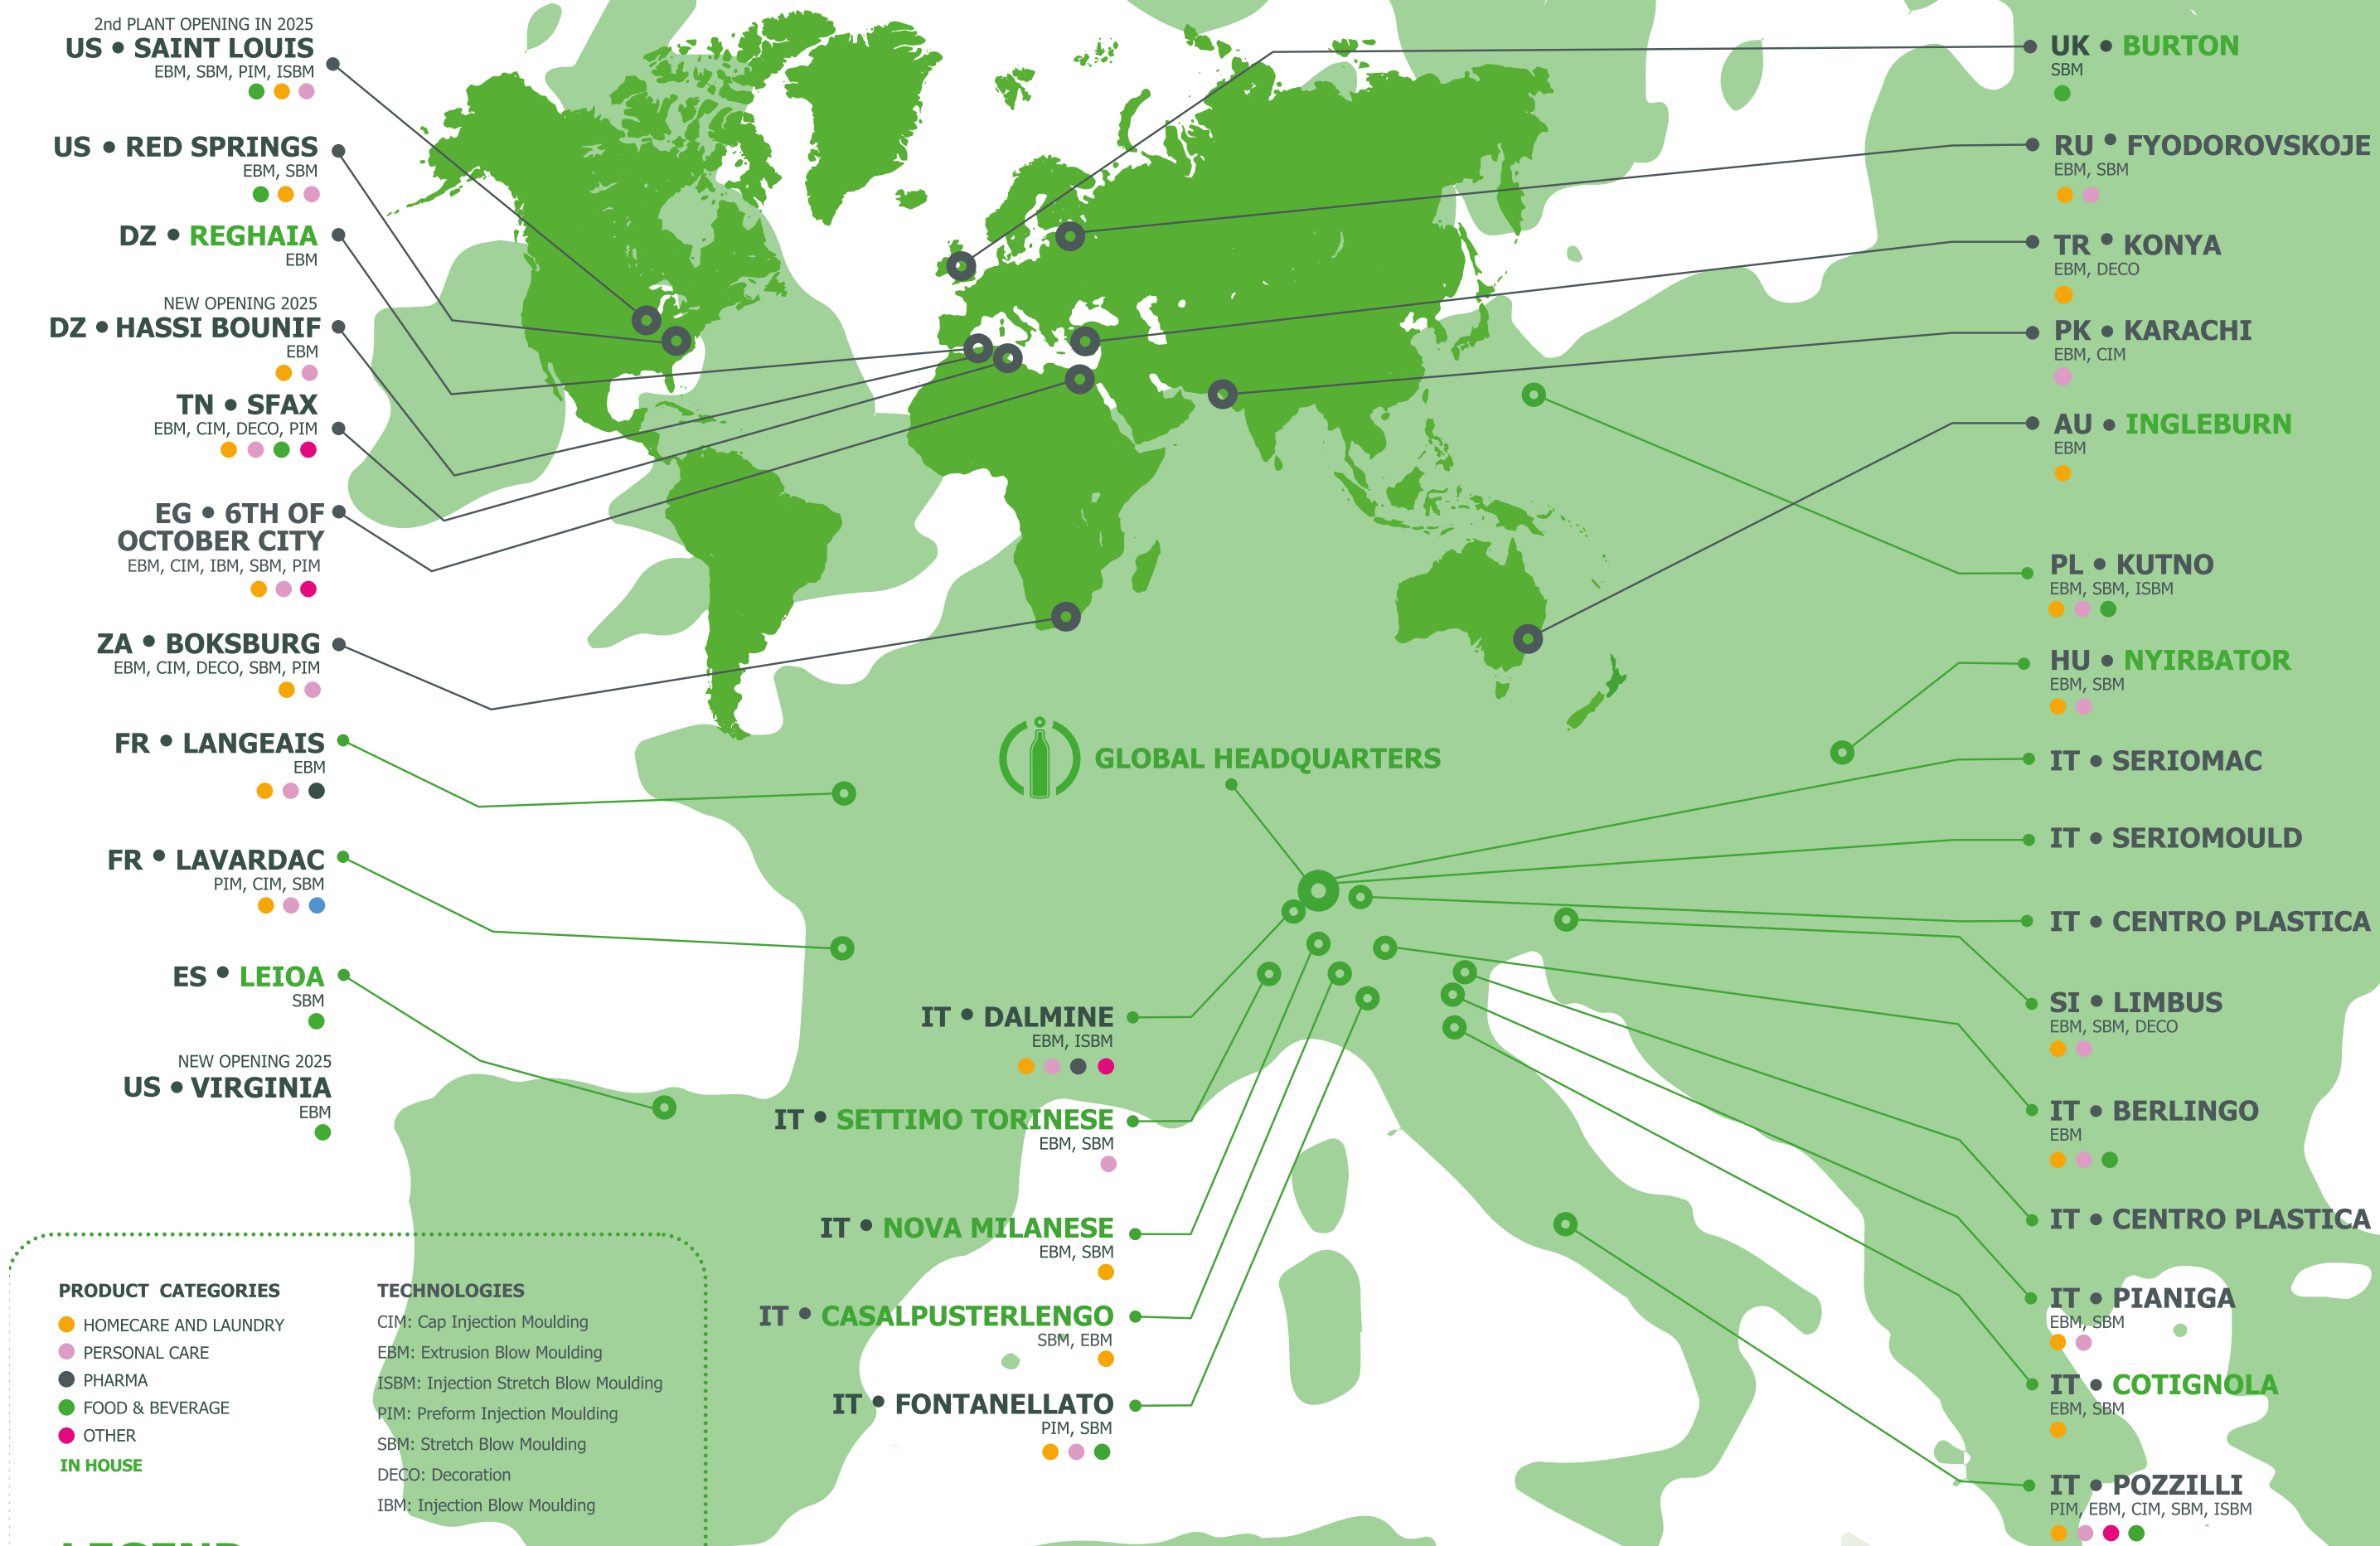 2nd PLANT OPENING IN 2025
US • SAINT LOUIS
EBM, SBM, PIM, ISBM
US • RED SPRINGS
EBM, SBM
DZ • REGHAIA
EBM
NEW OPENING 2025
DZ • HASSI BOUNIF
EBM
TN • SFAX
EBM, CIM, DECO, PIM
EG • 6TH OF
OCTOBER CITY
EBM, CIM, IBM, SBM, PIM
ZA • BOKSBURG
EBM, CIM, DECO, SBM, PIM
FR • LANGEAIS
EBM
FR • LAVARDAC
PIM, CIM, SBM
ES • LEIOA
SBM
NEW OPENING 2025
US • VIRGINIA
EBM
GLOBAL HEADQUARTERS
IT • DALMINE
EBM, ISBM
IT • SETTIMO TORINESE
EBM, SBM
IT • NOVA MILANESE
EBM, SBM
IT • CASALPUSTERLENGO
SBM, EBM
IT • FONTANELLATO
PIM, SBM
UK • BURTON
SBM
RU • FYODOROVSKOJE
EBM, SBM
TR • KONYA
EBM, DECO
PK • KARACHI
EBM, CIM
AU • INGLEBURN
EBM
PL • KUTNO
EBM, SBM, ISBM
HU • NYIRBATOR
EBM, SBM
IT • SERIOMAC
IT • SERIOMOULD
IT • CENTRO PLASTICA
SI • LIMBUS
EBM, SBM, DECO
IT • BERLINGO
EBM
IT • CENTRO PLASTICA
IT • PIANIGA
EBM, SBM
IT • COTIGNOLA
EBM, SBM
IT • POZZILLI
PIM, EBM, CIM, SBM, ISBM
PRODUCT CATEGORIES
HOMECARE AND LAUNDRY
PERSONAL CARE
PHARMA
FOOD & BEVERAGE
OTHER
IN HOUSE
TECHNOLOGIES
CIM: Cap Injection Moulding
EBM: Extrusion Blow Moulding
ISBM: Injection Stretch Blow Moulding
PIM: Preform Injection Moulding
SBM: Stretch Blow Moulding
DECO: Decoration
IBM: Injection Blow Moulding